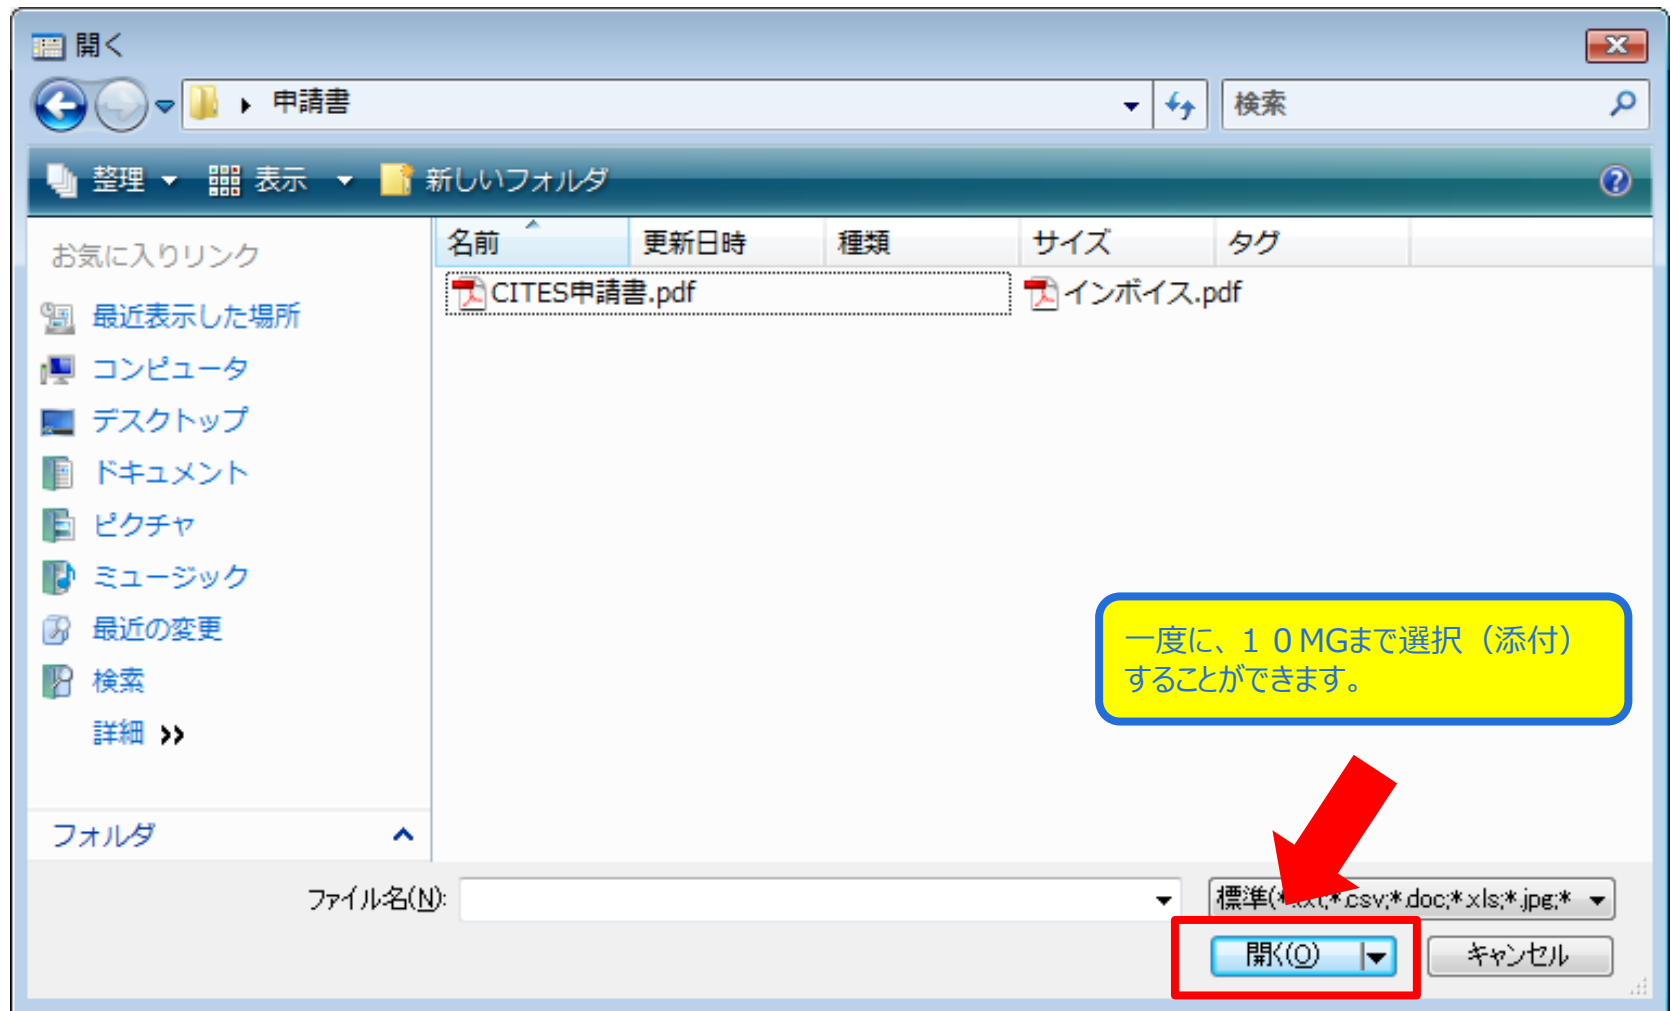 開く
申請書
検索
整理 表示 新しいフォルダ
お気に入りリンク
最近表示した場所
コンピュータ
デスクトップ
ドキュメント
ピクチャ
ミュージック
最近の変更
検索
詳細 >>
フォルダ
名前 更新日時 種類 サイズ タグ
CITES申請書.pdf インボイス.pdf
一度に、１０MGまで選択（添付）
することができます。
ファイル名(N):
標準(*.txt;*.csv;*.doc;*.xls;*.jpg;*
開く(O) キャンセル